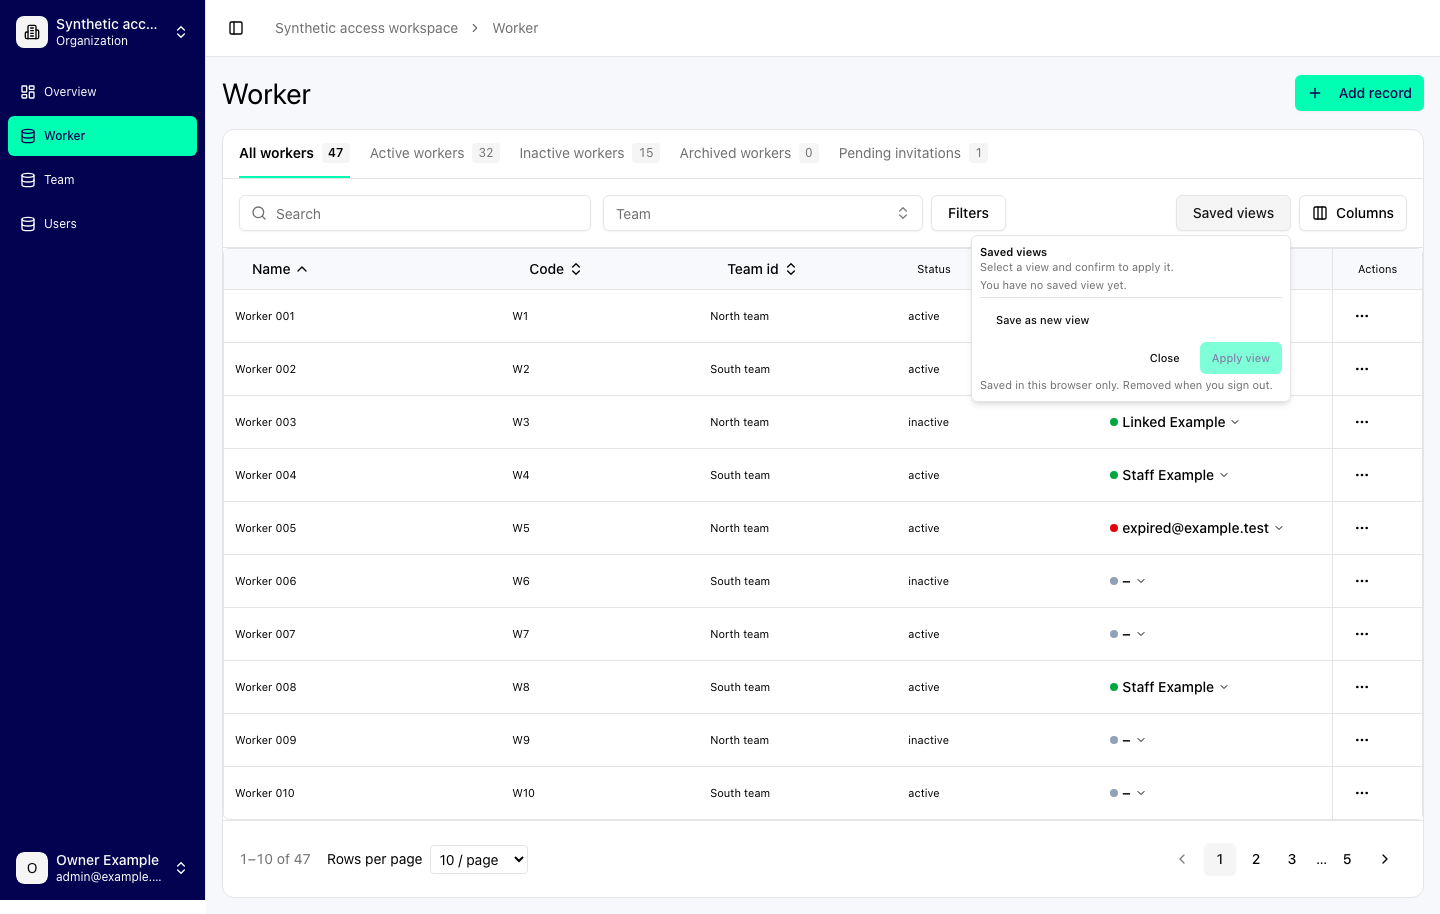 Synthetic acc...
Organization
Overview
Worker
Team
Users
Owner Example
admin@example....
Synthetic access workspace > Worker
Worker
+ Add record
All workers 47 Active workers 32 Inactive workers 15 Archived workers 0 Pending invitations 1
Search Team Filters Saved views Columns
Saved views
Select a view and confirm to apply it.
You have no saved view yet.
Save as new view
Close Apply view
Saved in this browser only. Removed when you sign out.
Name Code Team id Status Actions
Worker 001 W1 North team active ...
Worker 002 W2 South team active ...
Worker 003 W3 North team inactive Linked Example ...
Worker 004 W4 South team active Staff Example ...
Worker 005 W5 North team active expired@example.test ...
Worker 006 W6 South team inactive – ...
Worker 007 W7 North team active – ...
Worker 008 W8 South team active Staff Example ...
Worker 009 W9 North team inactive – ...
Worker 010 W10 South team active – ...
O
1–10 of 47 Rows per page 10 / page 1 2 3 ... 5